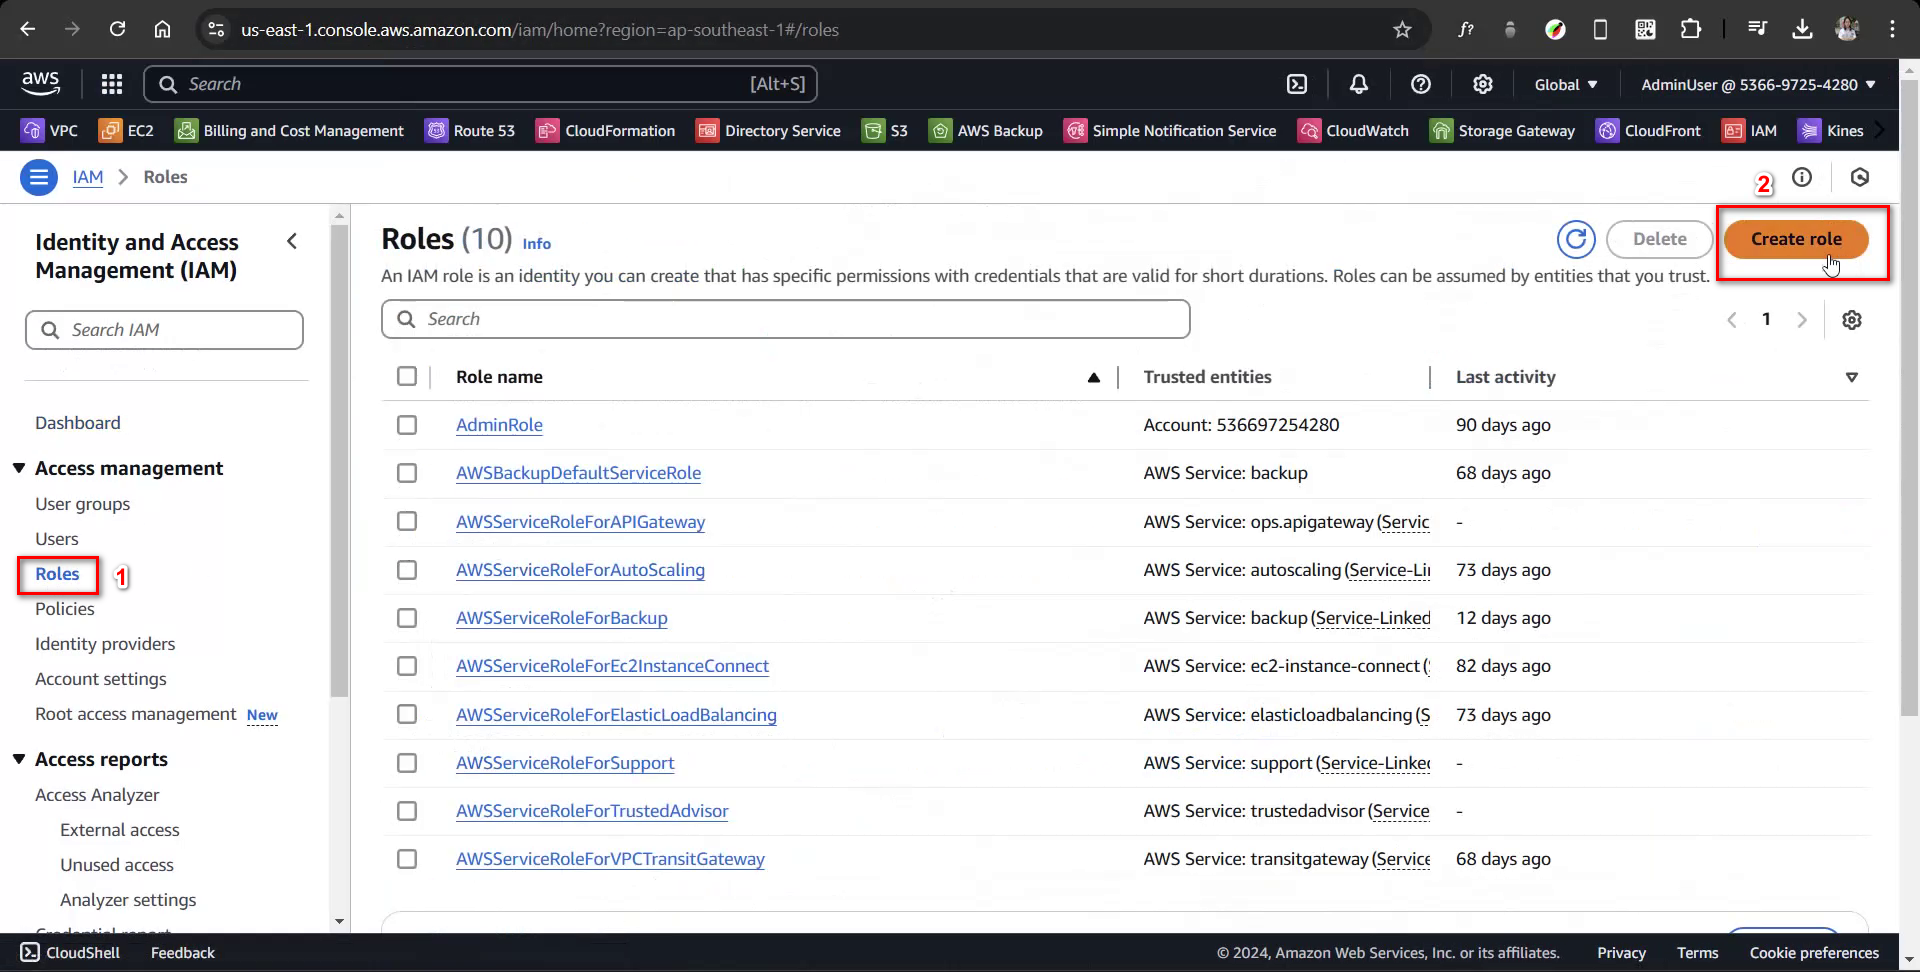 us-east-1.console.aws.amazon.com/iam/home?region=ap-southeast-1#/roles
aws
Search [Alt+S]
Global
AdminUser @ 5366-9725-4280
VPC
EC2
Billing and Cost Management
Route 53
CloudFormation
Directory Service
S3
AWS Backup
Simple Notification Service
CloudWatch
Storage Gateway
CloudFront
IAM
Kines
IAM > Roles
2
Identity and Access
Management (IAM)
Search IAM
Dashboard
Access management
User groups
Users
Roles 1
Policies
Identity providers
Account settings
Root access management New
Access reports
Access Analyzer
External access
Unused access
Analyzer settings
Roles (10) Info
Delete
Create role
An IAM role is an identity you can create that has specific permissions with credentials that are valid for short durations. Roles can be assumed by entities that you trust.
Search
1
Role name Trusted entities Last activity
AdminRole Account: 536697254280 90 days ago
AWSBackupDefaultServiceRole AWS Service: backup 68 days ago
AWSServiceRoleForAPIGateway AWS Service: ops.apigateway (Servic -
AWSServiceRoleForAutoScaling AWS Service: autoscaling (Service-Li 73 days ago
AWSServiceRoleForBackup AWS Service: backup (Service-Linked 12 days ago
AWSServiceRoleForEc2InstanceConnect AWS Service: ec2-instance-connect ( 82 days ago
AWSServiceRoleForElasticLoadBalancing AWS Service: elasticloadbalancing (S 73 days ago
AWSServiceRoleForSupport AWS Service: support (Service-Linke -
AWSServiceRoleForTrustedAdvisor AWS Service: trustedadvisor (Service -
AWSServiceRoleForVPCTransitGateway AWS Service: transitgateway (Service 68 days ago
CloudShell
Feedback
© 2024, Amazon Web Services, Inc. or its affiliates.
Privacy
Terms
Cookie preferences